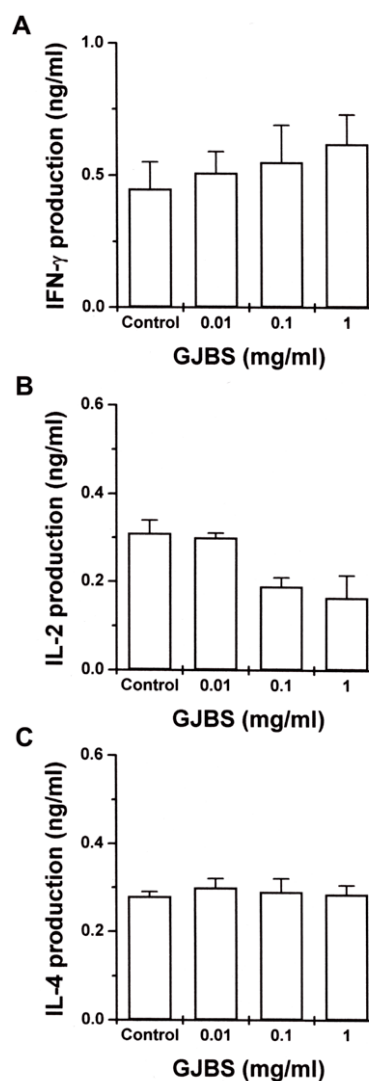 A
IFN-γ production (ng/ml)
1.0
0.5
0.0
Control 0.01 0.1 1
GJBS (mg/ml)
B
IL-2 production (ng/ml)
0.6
0.4
0.2
0.0
Control 0.01 0.1 1
GJBS (mg/ml)
C
IL-4 production (ng/ml)
0.6
0.4
0.2
0.0
Control 0.01 0.1 1
GJBS (mg/ml)